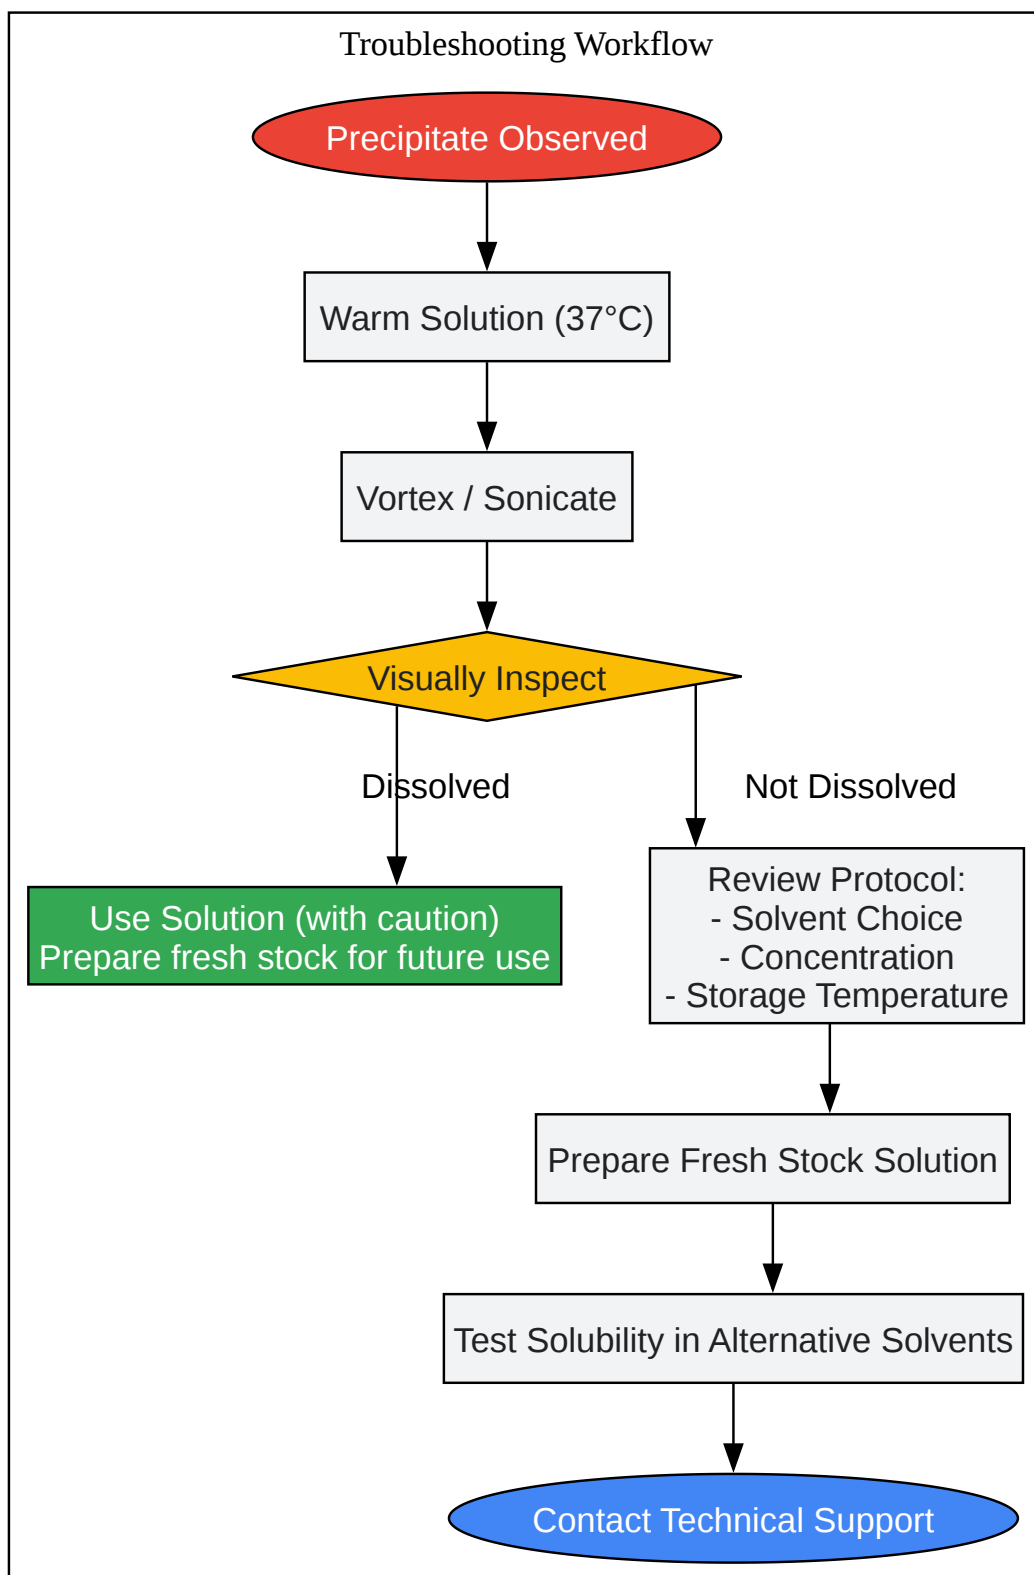 Troubleshooting Workflow
Precipitate Observed
Warm Solution (37°C)
Vortex / Sonicate
Visually Inspect
Dissolved
Not Dissolved
Use Solution (with caution)
Prepare fresh stock for future use
Review Protocol:
- Solvent Choice
- Concentration
- Storage Temperature
Prepare Fresh Stock Solution
Test Solubility in Alternative Solvents
Contact Technical Support